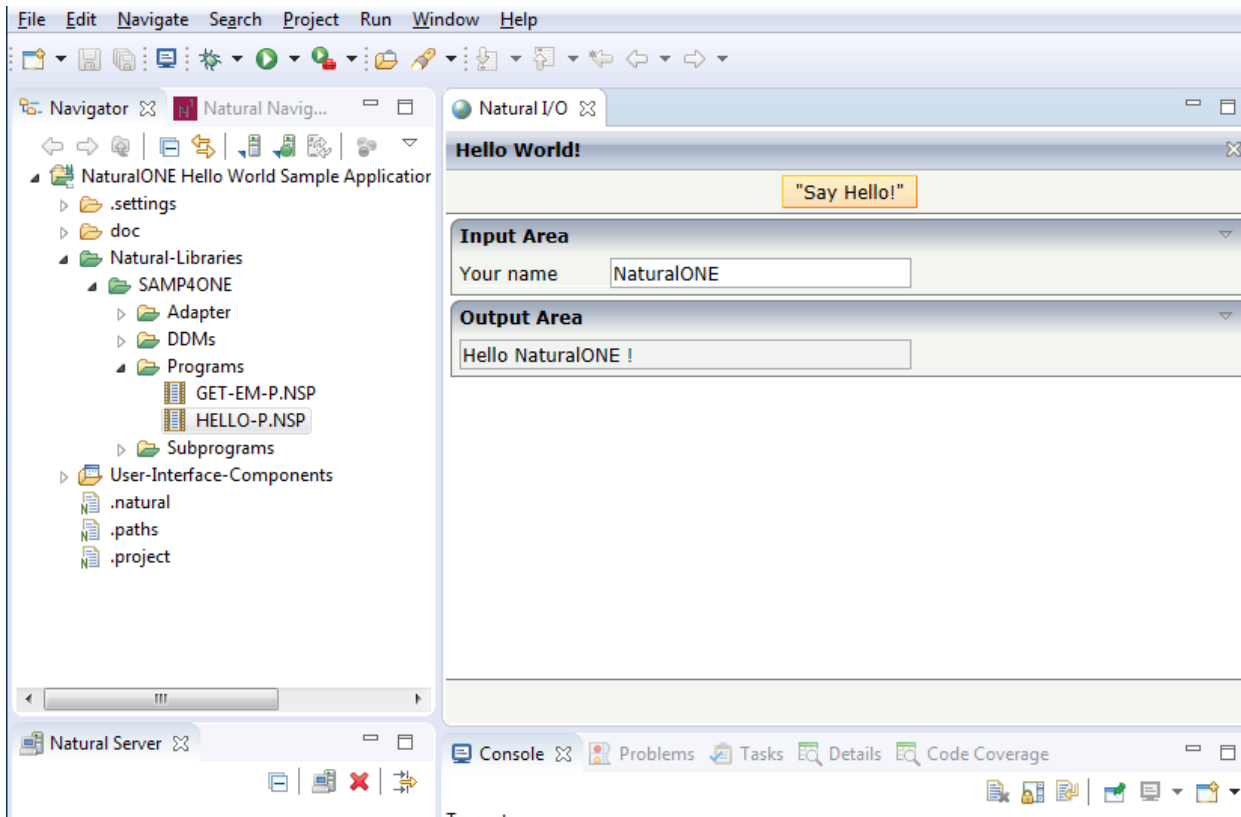 File Edit Navigate Search Project Run Window Help
Navigator Natural Navig...
NaturalONE Hello World Sample Application
.settings
doc
Natural-Libraries
SAMP4ONE
Adapter
DDMs
Programs
GET-EM-P.NSP
HELLO-P.NSP
Subprograms
User-Interface-Components
.natural
.paths
.project
Natural Server
Natural I/O
Hello World!
"Say Hello!"
Input Area
Your name NaturalONE
Output Area
Hello NaturalONE !
Console Problems Tasks Details Code Coverage